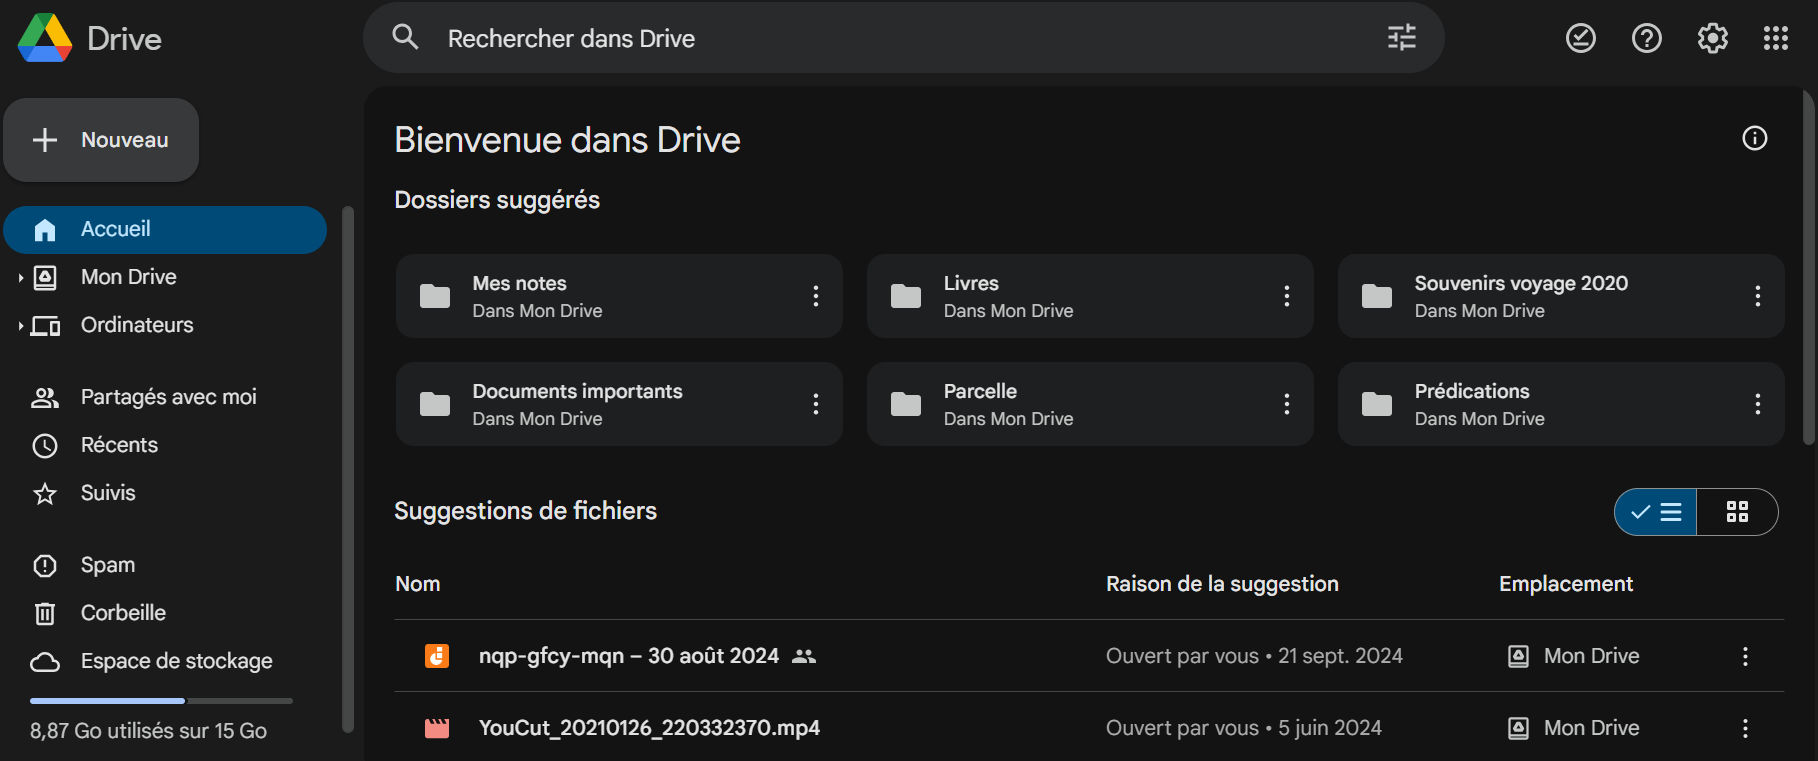 Drive
Rechercher dans Drive
Nouveau
Accueil
Mon Drive
Ordinateurs
Partagés avec moi
Récents
Suivis
Spam
Corbeille
Espace de stockage
8,87 Go utilisés sur 15 Go
Bienvenue dans Drive
Dossiers suggérés
Mes notes
Dans Mon Drive
Livres
Dans Mon Drive
Souvenirs voyage 2020
Dans Mon Drive
Documents importants
Dans Mon Drive
Parcelle
Dans Mon Drive
Prédications
Dans Mon Drive
Suggestions de fichiers
Nom Raison de la suggestion Emplacement
nqp-gfcy-mqn – 30 août 2024 Ouvert par vous • 21 sept. 2024 Mon Drive
YouCut_20210126_220332370.mp4 Ouvert par vous • 5 juin 2024 Mon Drive